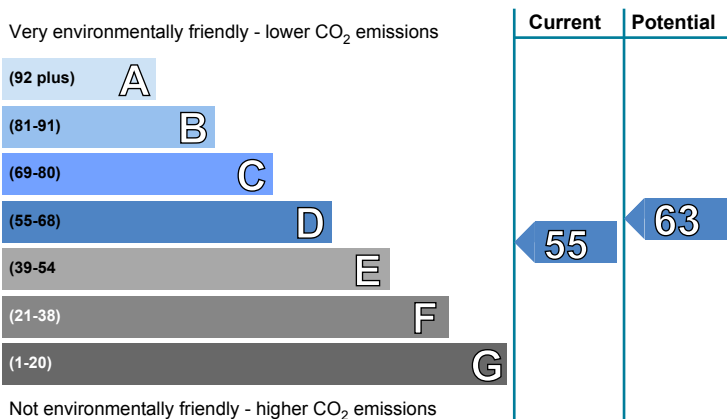 Very environmentally friendly - lower CO2 emissions
Current
Potential
(92 plus) A
(81-91) B
(69-80) C
(55-68) D
(39-54 E
(21-38) F
(1-20) G
55
63
Not environmentally friendly - higher CO2 emissions